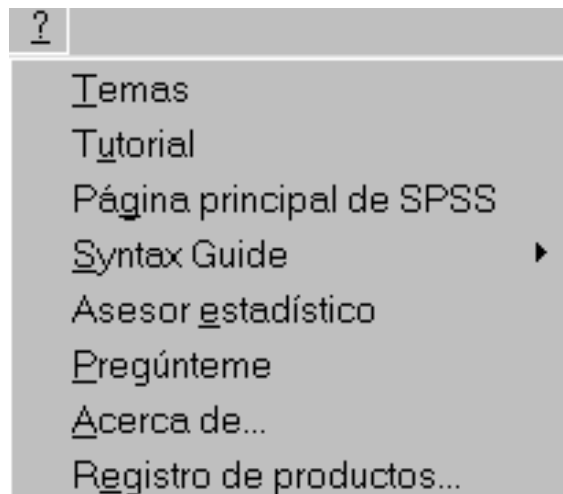 ?
Temas
Tutorial
Página principal de SPSS
Syntax Guide
Asesor estadístico
Pregúnteme
Acerca de...
Registro de productos...